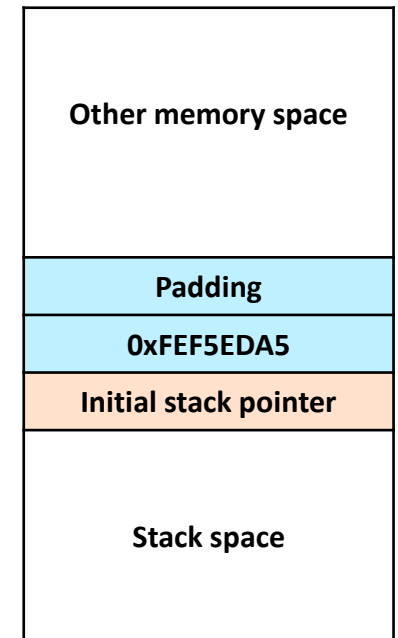 Other memory space
Padding
0xFEF5EDA5
Initial stack pointer
Stack space